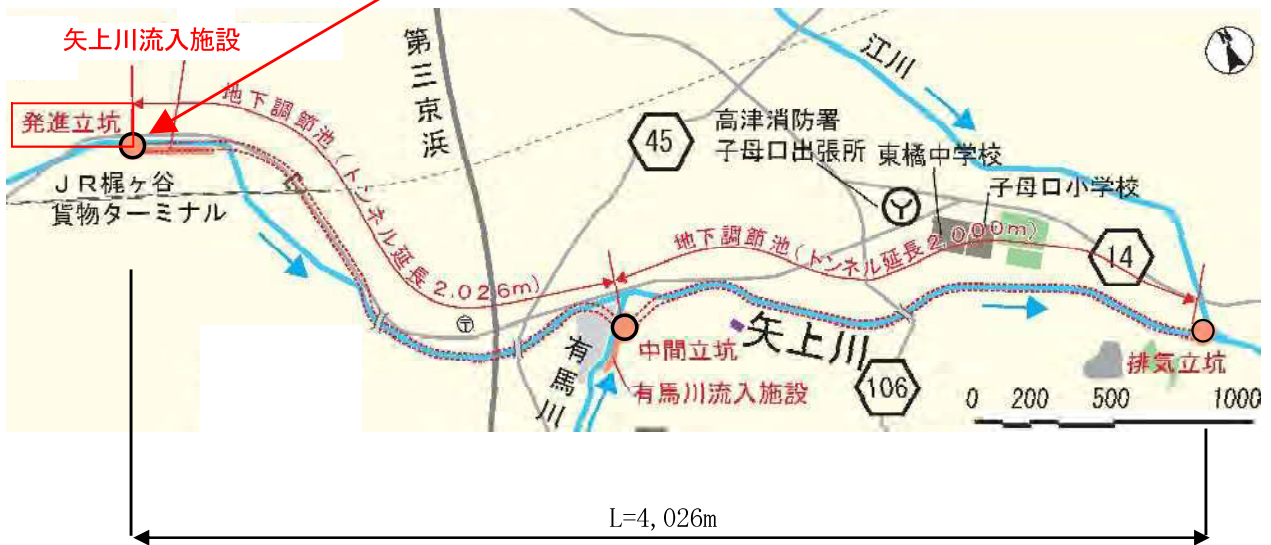 矢上川流入施設
発進立坑
JR梶ヶ谷
貨物ターミナル
地下調節池(トンネル延長2.026m)
第三京浜
45
高津消防署
子母口出張所
東橘中学校
子母口小学校
江川
N
地下調節池(トンネル延長2.000m)
14
〒
有馬川
中間立坑
有馬川流入施設
矢上川
106
排気立坑
0 200 500 1000
L=4,026m